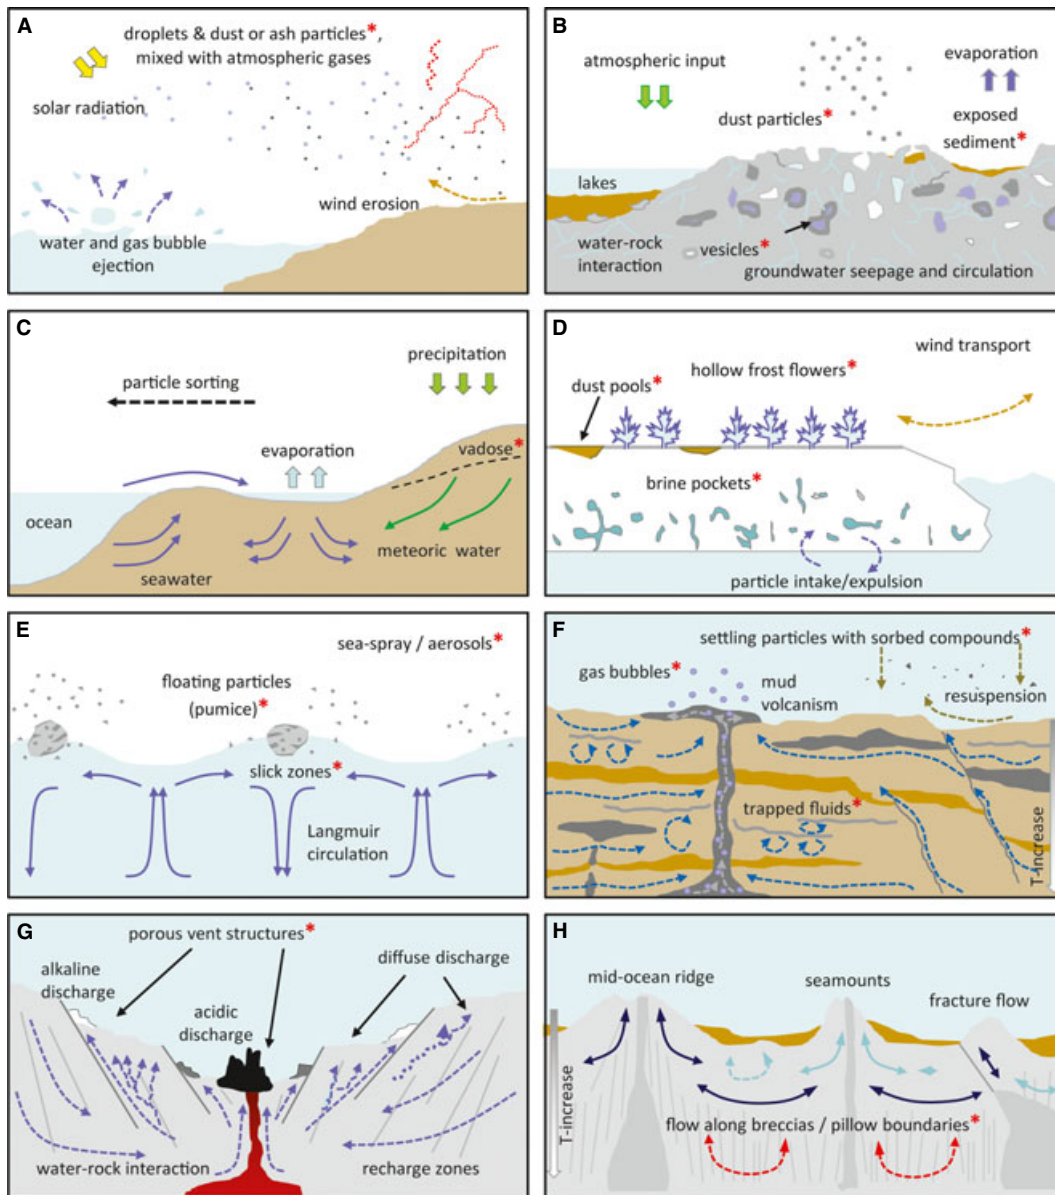 A
droplets & dust or ash particles*,
mixed with atmospheric gases
solar radiation
wind erosion
water and gas bubble
ejection
B
atmospheric input
evaporation
dust particles*
exposed
sediment*
lakes
water-rock
interaction
vesicles*
groundwater seepage and circulation
C
precipitation
particle sorting
evaporation
vadose*
ocean
meteoric water
seawater
D
wind transport
hollow frost flowers*
dust pools*
brine pockets*
particle intake/expulsion
E
sea-spray / aerosols*
floating particles
(pumice)*
slick zones*
Langmuir
circulation
F
settling particles with sorbed compounds*
gas bubbles*
mud
volcanism
resuspension
trapped fluids*
T-increase
G
porous vent structures*
alkaline
discharge
diffuse discharge
acidic
discharge
water-rock interaction
recharge zones
H
mid-ocean ridge
seamounts
fracture flow
T-increase
flow along breccias / pillow boundaries*